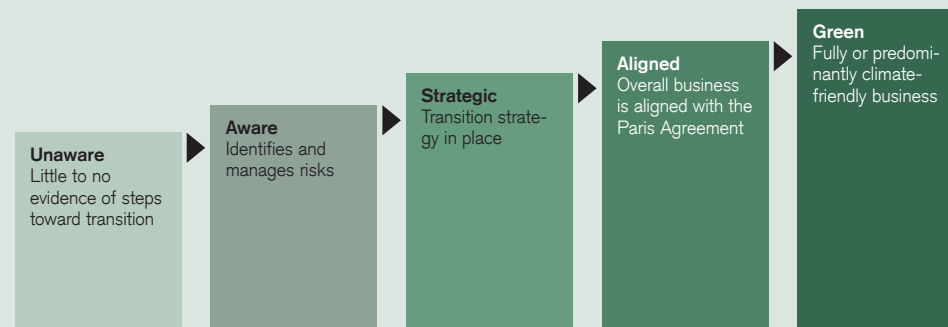 Unaware
Little to no
evidence of steps
toward transition
Aware
Identifies and
manages risks
Strategic
Transition strate-
gy in place
Aligned
Overall business
is aligned with the
Paris Agreement
Green
Fully or predomi-
nantly climate-
friendly business